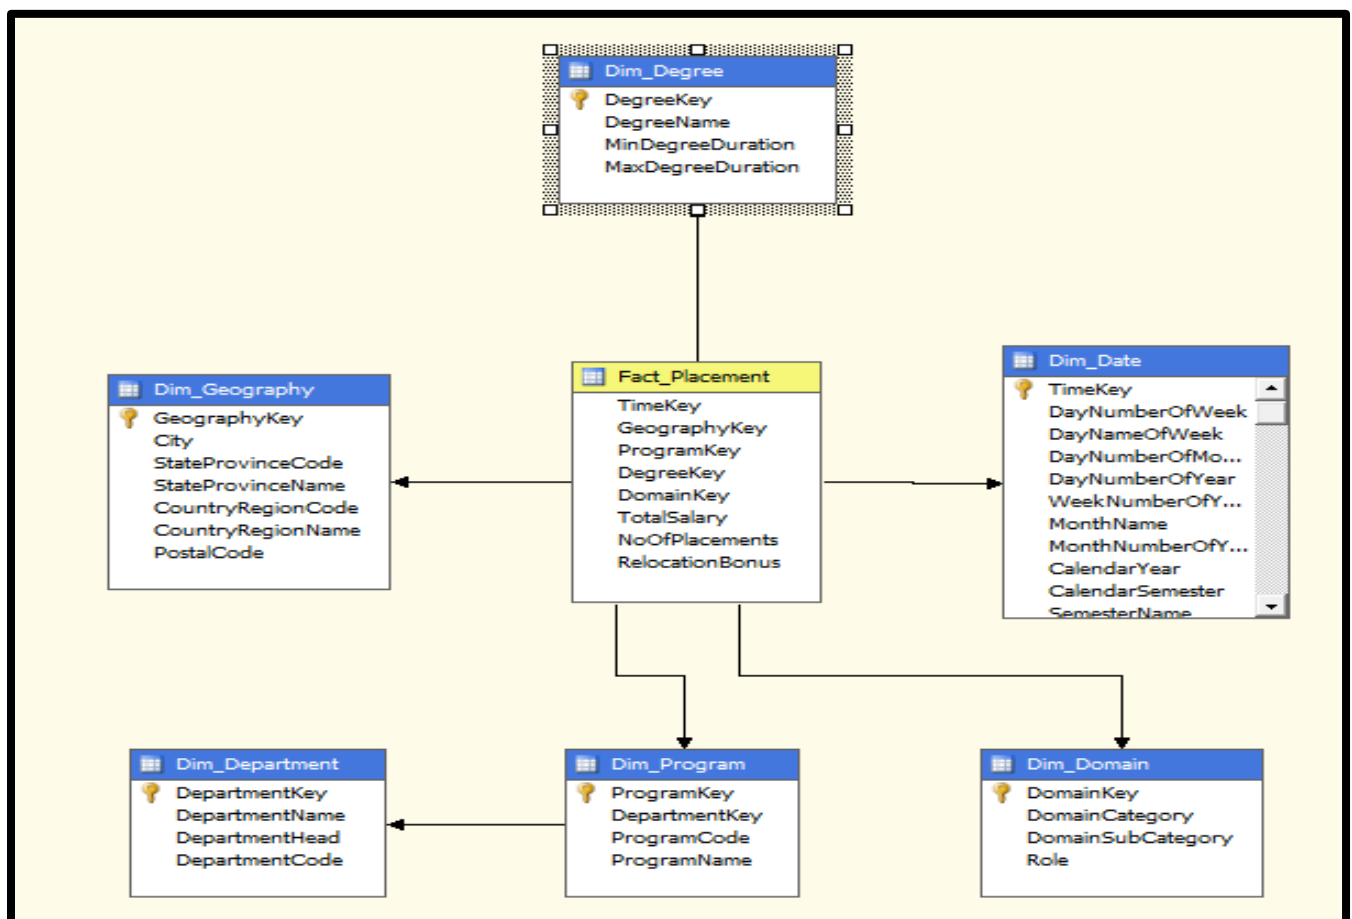 Dim_Degree
DegreeKey
DegreeName
MinDegreeDuration
MaxDegreeDuration
Dim_Geography
GeographyKey
City
StateProvinceCode
StateProvinceName
CountryRegionCode
CountryRegionName
PostalCode
Fact_Placement
TimeKey
GeographyKey
ProgramKey
DegreeKey
DomainKey
TotalSalary
NoOfPlacements
RelocationBonus
Dim_Date
TimeKey
DayNumberOfWeek
DayNameOfWeek
DayNumberOfMo...
DayNumberOfYear
WeekNumberOfY...
MonthName
MonthNumberOfY...
CalendarYear
CalendarSemester
SemesterName
Dim_Department
DepartmentKey
DepartmentName
DepartmentHead
DepartmentCode
Dim_Program
ProgramKey
DepartmentKey
ProgramCode
ProgramName
Dim_Domain
DomainKey
DomainCategory
DomainSubCategory
Role